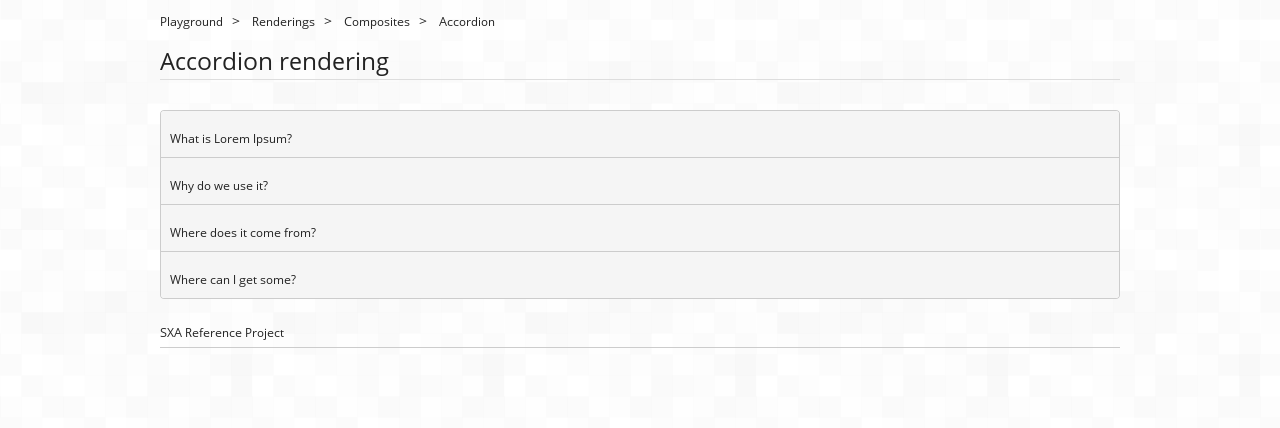 Playground > Renderings > Composites > Accordion
Accordion rendering
What is Lorem Ipsum?
Why do we use it?
Where does it come from?
Where can I get some?
SXA Reference Project